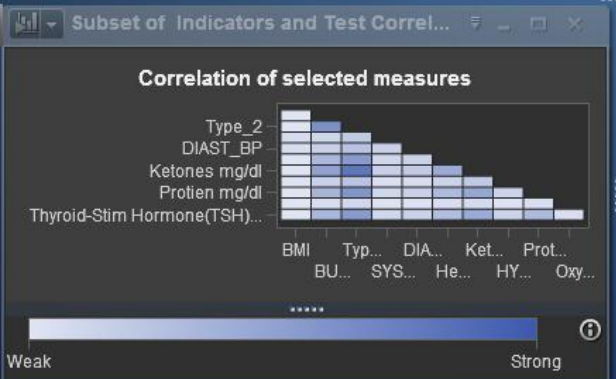 Subset of Indicators and Test Correl...
Correlation of selected measures
Type_2
DIAST_BP
Ketones mg/dl
Protien mg/dl
Thyroid-Stim Hormone(TSH)...
BMI Typ... DIA... Ket... Prot...
BU... SYS... He... HY... Oxy...
Weak Strong